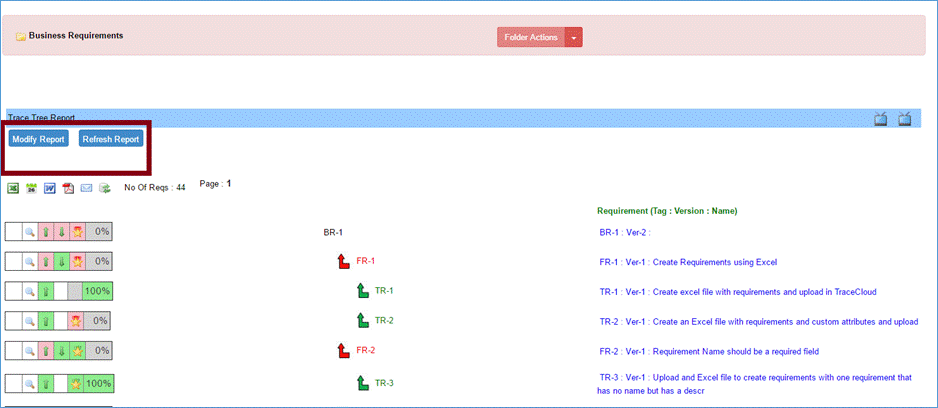 Business Requirements
Folder Actions
Trace Tree Report
Modify Report Refresh Report
No Of Reqs : 44 Page : 1
Requirement (Tag : Version : Name)
0% BR-1 BR-1 : Ver-2 :
0% FR-1 FR-1 : Ver-1 : Create Requirements using Excel
100% TR-1 TR-1 : Ver-1 : Create excel file with requirements and upload in TraceCloud
0% TR-2 TR-2 : Ver-1 : Create an Excel file with requirements and custom attributes and upload
0% FR-2 FR-2 : Ver-1 : Requirement Name should be a required field
100% TR-3 TR-3 : Ver-1 : Upload and Excel file to create requirements with one requirement that
has no name but has a descr